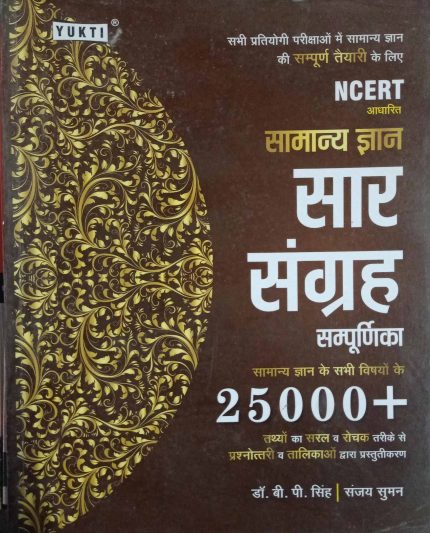 YUKTI ®
सभी प्रतियोगी परीक्षाओं में सामान्य ज्ञान
की सम्पूर्ण तैयारी के लिए
NCERT
आधारित
सामान्य ज्ञान
सार
संग्रह
सम्पूर्णिका
सामान्य ज्ञान के सभी विषयों के
25000+
तथ्यों का सरल व रोचक तरीके से
प्रश्नोत्तरी व तालिकाओं द्वारा प्रस्तुतीकरण
डॉ. बी. पी. सिंह | संजय सुमन